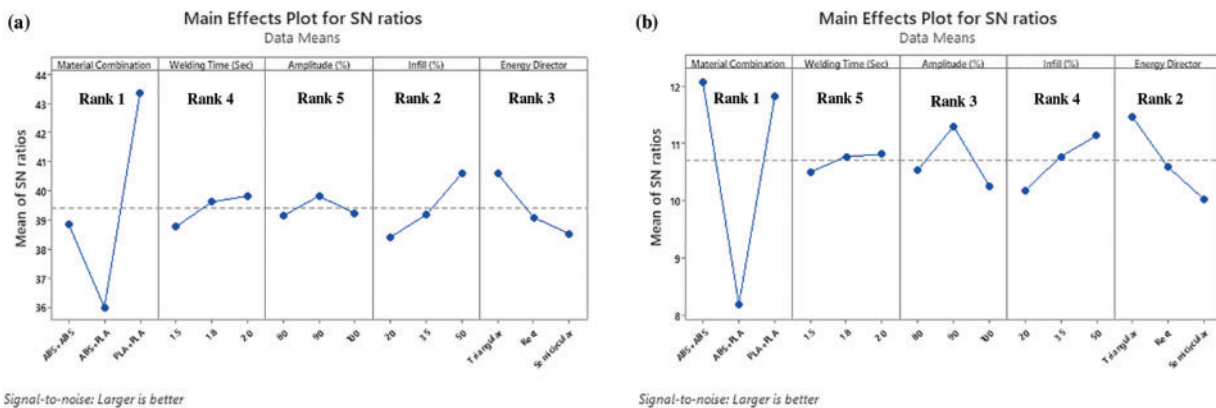 (a)
Main Effects Plot for SN ratios
Data Means
Material Combination Welding Time (Sec) Amplitude (%) Infill (%) Energy Director
Rank 1 Rank 4 Rank 5 Rank 2 Rank 3
Mean of SN ratios
44
43
42
41
40
39
38
37
36
ABS+ABS ABS+PLA PLA+PLA 1.5 1.8 2.0 80 90 100 20 35 50 Triangular Rect Semicircular
Signal-to-noise: Larger is better
(b)
Main Effects Plot for SN ratios
Data Means
Material Combination Welding Time (Sec) Amplitude (%) Infill (%) Energy Director
Rank 1 Rank 5 Rank 3 Rank 4 Rank 2
Mean of SN ratios
12
11
10
9
8
ABS+ABS ABS+PLA PLA+PLA 1.5 1.8 2.0 80 90 100 20 35 50 Triangular Rect Semicircular
Signal-to-noise: Larger is better